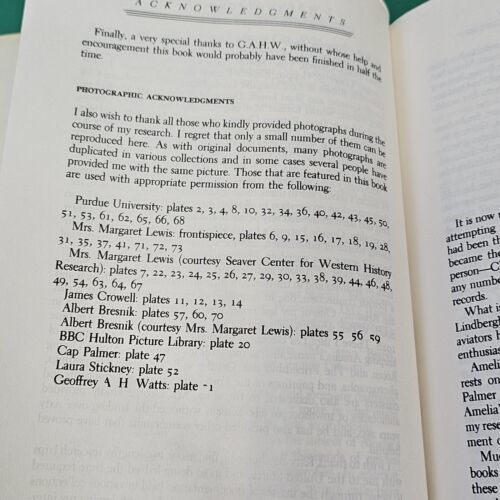 ACKNOWLEDGMENTS
Finally, a very special thanks to G.A.H.W., without whose help and
encouragement this book would probably have been finished in half the
time.
PHOTOGRAPHIC ACKNOWLEDGMENTS
I also wish to thank all those who kindly provided photographs during the
course of my research. I regret that only a small number of them can be
reproduced here. As with original documents, many photographs are
duplicated in various collections and in some cases several people have
provided me with the same picture. Those that are featured in this book
are used with appropriate permission from the following:
Purdue University: plates 2, 3, 4, 8, 10, 32, 34, 36, 40, 42, 43, 45, 50,
51, 53, 61, 62, 65, 66, 68
Mrs. Margaret Lewis: frontispiece, plates 6, 9, 15, 16, 17, 18, 19, 28,
31, 35, 37, 41, 71, 72, 73
Mrs. Margaret Lewis (courtesy Seaver Center for Western History
Research): plates 7, 22, 23, 24, 25, 26, 27, 29, 30, 33, 38, 39, 44, 46, 48,
49, 54, 63, 64, 67
James Crowell: plates 11, 12, 13, 14
Albert Bresnik: plates 57, 60, 70
Albert Bresnik (courtesy Mrs. Margaret Lewis): plates 55 56 59
BBC Hulton Picture Library: plate 20
Cap Palmer: plate 47
Laura Stickney: plate 52
Geoffrey A H Watts: plate -1
It is now
attempting
had been th
became the
person—C
any numbe
records.
What is
Lindbergh
aviators h
enthusias
Ameli
rests on
Palmer
Amelia'
my rese
ment o
Mu
books
these